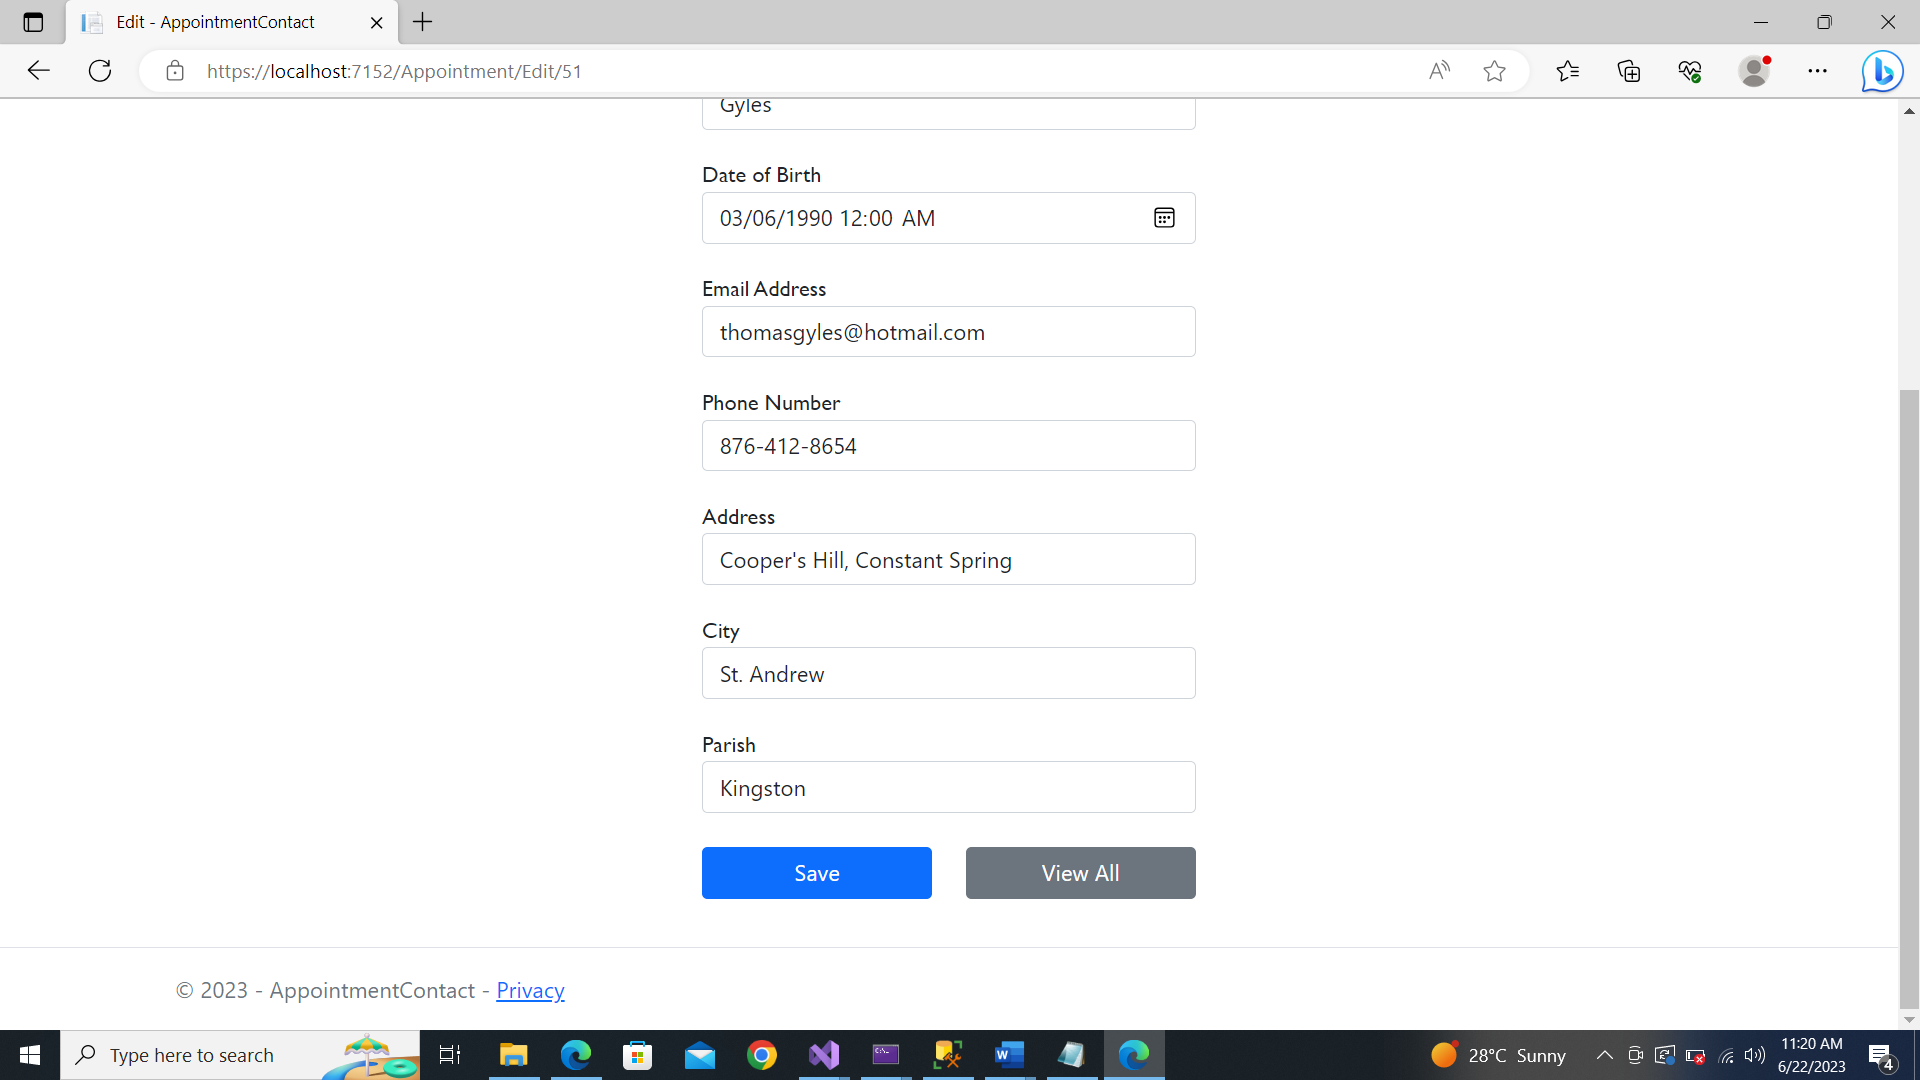 Edit - AppointmentContact
https://localhost:7152/Appointment/Edit/51
Gyles
Date of Birth
03/06/1990 12:00 AM
Email Address
thomasgyles@hotmail.com
Phone Number
876-412-8654
Address
Cooper's Hill, Constant Spring
City
St. Andrew
Parish
Kingston
Save
View All
© 2023 - AppointmentContact - Privacy
Type here to search
28°C Sunny
11:20 AM
6/22/2023
4